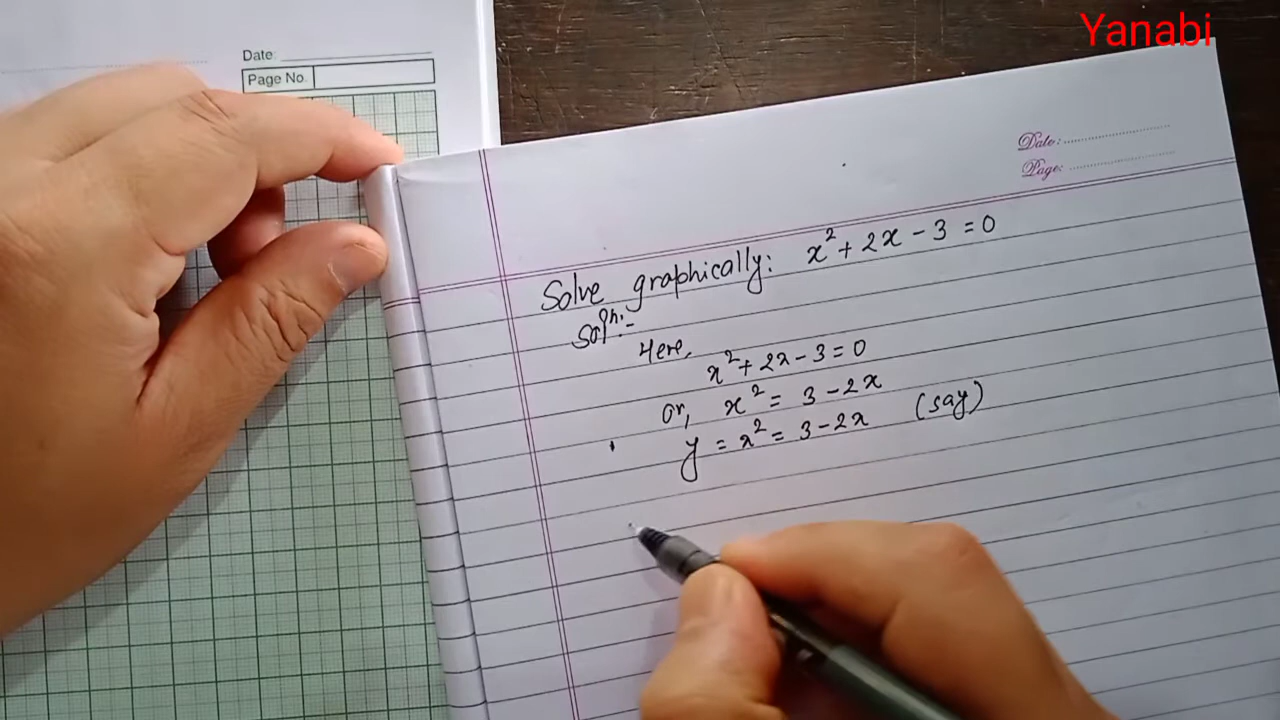 Yanabi
Date:
Page No.
Date:
Page:
Solve graphically: x² + 2x - 3 = 0
Solⁿ:-
Here,
x² + 2x - 3 = 0
or, x² = 3 - 2x
y = x² = 3 - 2x (say)